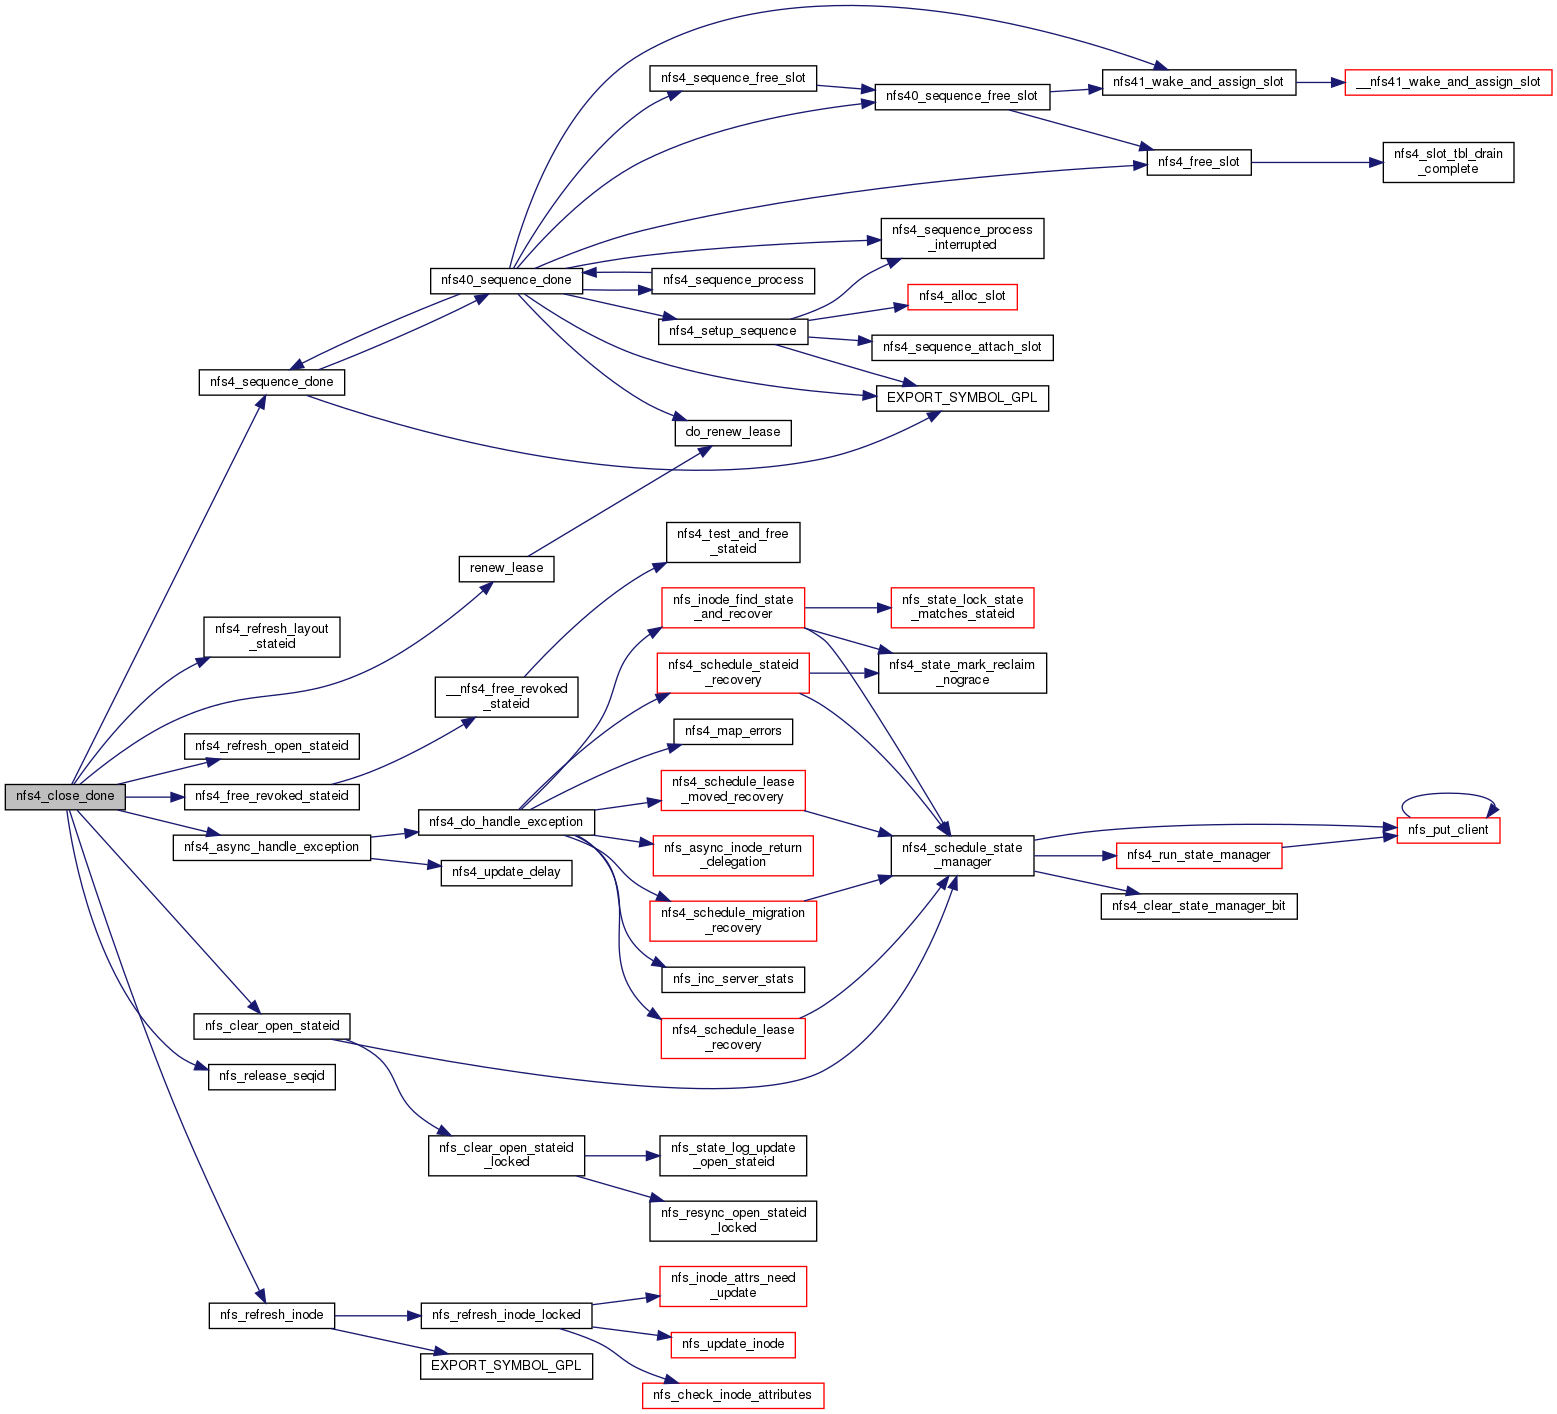 nfs4_sequence_free_slot
nfs40_sequence_free_slot
nfs41_wake_and_assign_slot
__nfs41_wake_and_assign_slot
nfs4_free_slot
nfs4_slot_tbl_drain
_complete
nfs4_sequence_process
_interrupted
nfs40_sequence_done
nfs4_sequence_process
nfs4_alloc_slot
nfs4_setup_sequence
nfs4_sequence_attach_slot
nfs4_sequence_done
EXPORT_SYMBOL_GPL
do_renew_lease
nfs4_test_and_free
_stateid
renew_lease
nfs_inode_find_state
_and_recover
nfs_state_lock_state
_matches_stateid
nfs4_refresh_layout
_stateid
nfs4_schedule_stateid
_recovery
nfs4_state_mark_reclaim
_nograce
__nfs4_free_revoked
_stateid
nfs4_map_errors
nfs4_refresh_open_stateid
nfs4_close_done
nfs4_free_revoked_stateid
nfs4_schedule_lease
_moved_recovery
nfs4_do_handle_exception
nfs_put_client
nfs4_async_handle_exception
nfs_async_inode_return
_delegation
nfs4_schedule_state
_manager
nfs4_run_state_manager
nfs4_update_delay
nfs4_clear_state_manager_bit
nfs4_schedule_migration
_recovery
nfs_inc_server_stats
nfs_clear_open_stateid
nfs4_schedule_lease
_recovery
nfs_release_seqid
nfs_clear_open_stateid
_locked
nfs_state_log_update
_open_stateid
nfs_resync_open_stateid
_locked
nfs_inode_attrs_need
_update
nfs_refresh_inode
nfs_refresh_inode_locked
nfs_update_inode
EXPORT_SYMBOL_GPL
nfs_check_inode_attributes